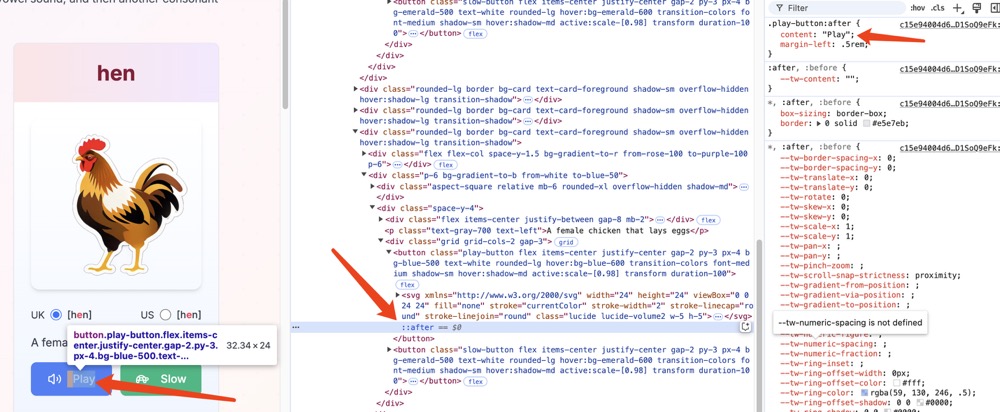 vowel sound, and then another consonant
hen
UK [hen] US [hen]
A fema
button.play-button.flex.items-
center.justify-center.gap-2.py-3.
px-4.bg-blue-500.text-...
32.34 × 24
Play
Slow
<button class="slow-button flex items-center justify-center gap-2 py-3 px-4 b
g-emerald-500 text-white rounded-lg hover:bg-emerald-600 transition-colors fo
nt-medium shadow-sm hover:shadow-md active:scale-[0.98] transform duration-10
0">⋯</button> flex
</div>
</div>
</div>
<div class="rounded-lg border bg-card text-card-foreground shadow-sm overflow-hidden
hover:shadow-lg transition-shadow">⋯</div>
<div class="rounded-lg border bg-card text-card-foreground shadow-sm overflow-hidden
hover:shadow-lg transition-shadow">⋯</div>
<div class="rounded-lg border bg-card text-card-foreground shadow-sm overflow-hidden
hover:shadow-lg transition-shadow">
<div class="flex flex-col space-y-1.5 bg-gradient-to-r from-rose-100 to-purple-100
p-6">⋯</div> flex
<div class="p-6 bg-gradient-to-b from-white to-blue-50">
<div class="aspect-square relative mb-6 rounded-xl overflow-hidden shadow-md">⋯
</div>
<div class="space-y-4">
<div class="flex items-center justify-between gap-8 mb-2">⋯</div> flex
<p class="text-gray-700 text-left">A female chicken that lays eggs</p>
<div class="grid grid-cols-2 gap-3"> grid
<button class="play-button flex items-center justify-center gap-2 py-3 px-4 b
g-blue-500 text-white rounded-lg hover:bg-blue-600 transition-colors font-med
ium shadow-sm hover:shadow-md active:scale-[0.98] transform duration-100">
flex
<svg xmlns="http://www.w3.org/2000/svg" width="24" height="24" viewBox="0 0
24 24" fill="none" stroke="currentColor" stroke-width="2" stroke-linecap="ro
und" stroke-linejoin="round" class="lucide lucide-volume2 w-5 h-5">⋯</svg>
⋯ ::after == $0
</button>
<button class="slow-button flex items-center justify-center gap-2 py-3 px-4 b
g-emerald-500 text-white rounded-lg hover:bg-emerald-600 transition-colors fo
nt-medium shadow-sm hover:shadow-md active:scale-[0.98] transform duration-10
0">⋯</button> flex
</div>
</div>
Filter :hov .cls
.play-button:after { c15e94004d6…D1SoQ9eFk:
content: "Play";
margin-left: .5rem;
}
:after, :before { c15e94004d6…D1SoQ9eFk:
--tw-content: "";
}
*, :after, :before { c15e94004d6…D1SoQ9eFk:
box-sizing: border-box;
border: 0 solid #e5e7eb;
}
*, :after, :before { c15e94004d6…D1SoQ9eFk:
--tw-border-spacing-x: 0;
--tw-border-spacing-y: 0;
--tw-translate-x: 0;
--tw-translate-y: 0;
--tw-rotate: 0;
--tw-skew-x: 0;
--tw-skew-y: 0;
--tw-scale-x: 1;
--tw-scale-y: 1;
--tw-pan-x: ;
--tw-pan-y: ;
--tw-pinch-zoom: ;
--tw-scroll-snap-strictness: proximity;
--tw-gradient-from-position: ;
--tw-gradient-via-position: ;
--tw-gradient-to-position: ;
--tw-numeric-spacing is not defined
--tw-numeric-spacing: ;
--tw-numeric-fraction: ;
--tw-ring-inset: ;
--tw-ring-offset-width: 0px;
--tw-ring-offset-color: #fff;
--tw-ring-color: rgba(59, 130, 246, .5);
--tw-ring-offset-shadow: 0 0 #0000;
--tw-ring-shadow: 0 0 #0000;